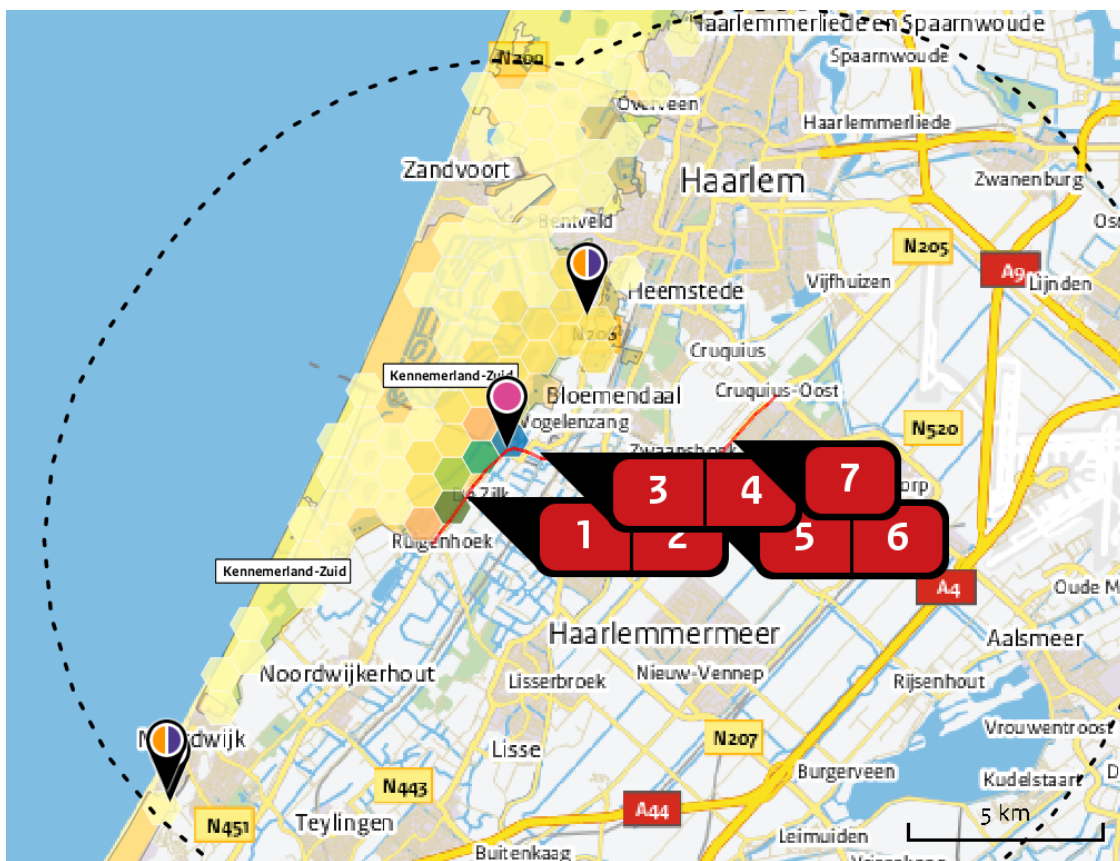 Haarlemmerliede en Spaarnwoude
N200
Spaarnwoude
Overveen
Haarlemmerliede
Zandvoort
Haarlem
Zwanenburg
Bentveld
N205
A9
Vijfhuizen
Lijnden
Heemstede
N206
Cruquius
Kennemerland-Zuid
Cruquius-Oost
Bloemendaal
Vogelenzang
N520
Zwaanshoek
3
4
7
De Zilk
1
2
5
6
Ruigenhoek
Kennemerland-Zuid
A4
Haarlemmermeer
Aalsmeer
Noordwijkerhout
Lisserbroek
Nieuw-Vennep
Rijsenhout
Vrouwentroost
Lisse
N207
Burgerveen
Kudelstaart
N443
A44
5 km
N451
Teylingen
Leimuiden
Buitenkaag